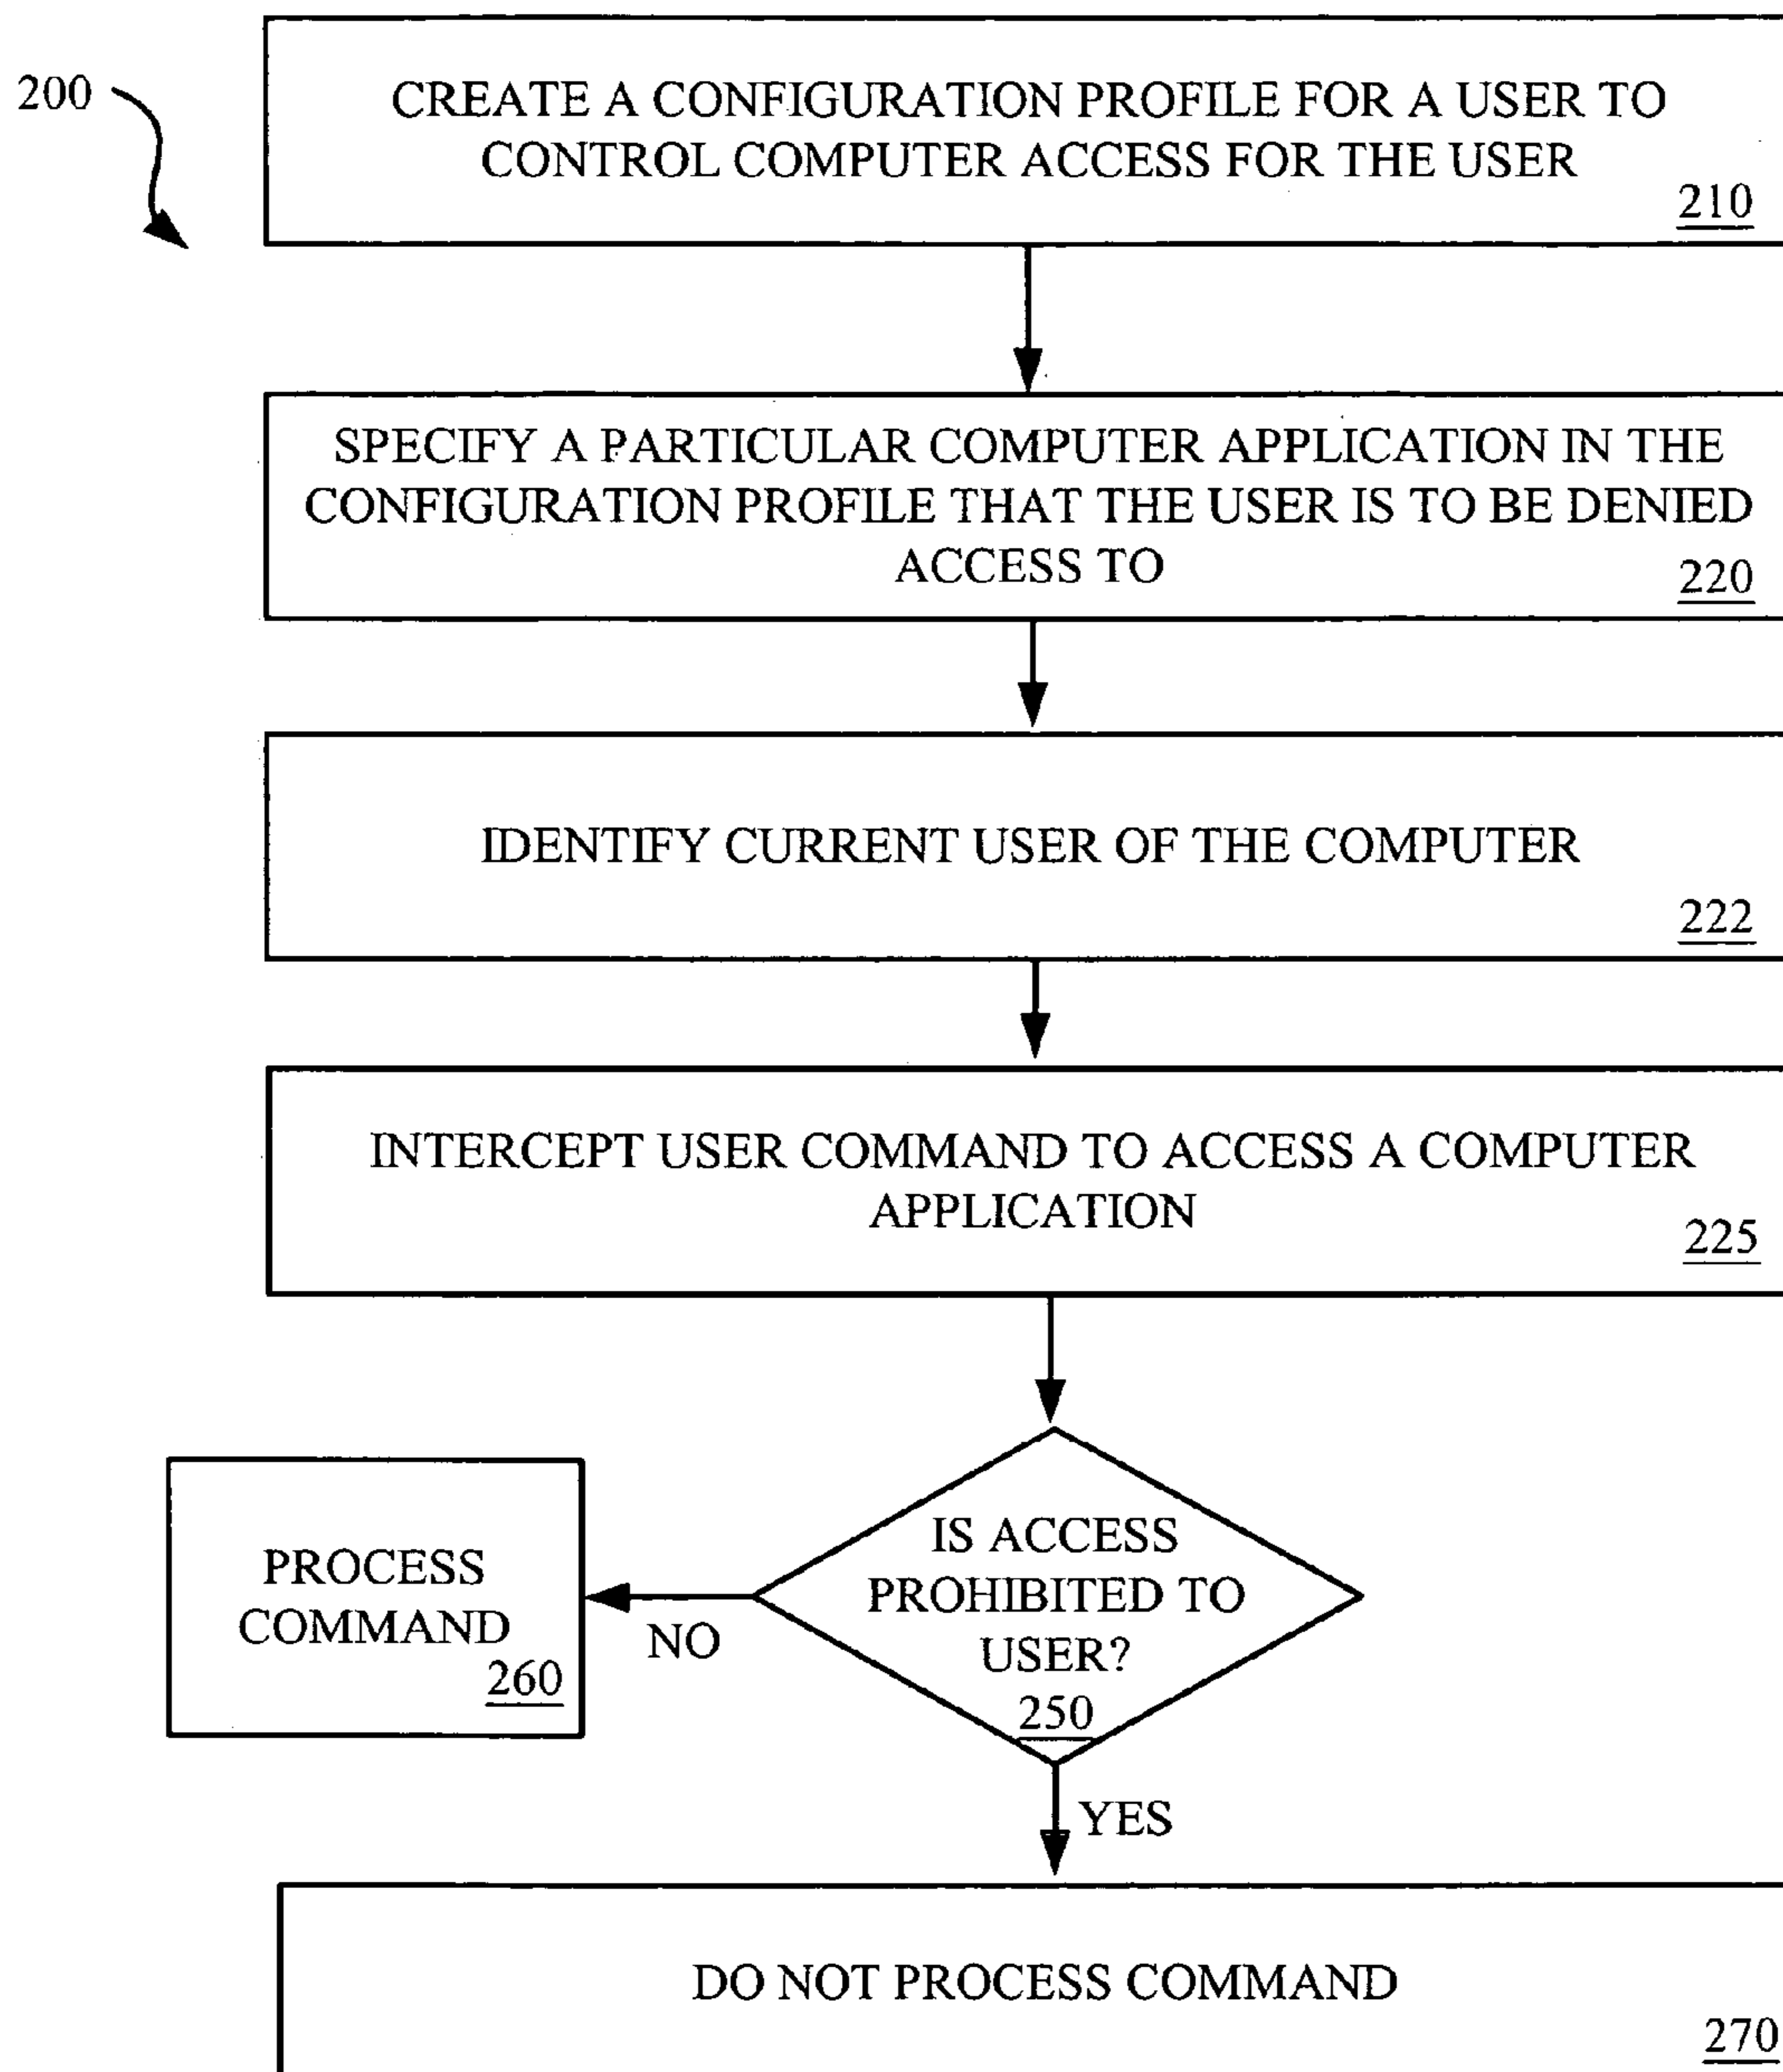 200
CREATE A CONFIGURATION PROFILE FOR A USER TO
CONTROL COMPUTER ACCESS FOR THE USER
210
SPECIFY A PARTICULAR COMPUTER APPLICATION IN THE
CONFIGURATION PROFILE THAT THE USER IS TO BE DENIED
ACCESS TO
220
IDENTIFY CURRENT USER OF THE COMPUTER
222
INTERCEPT USER COMMAND TO ACCESS A COMPUTER
APPLICATION
225
IS ACCESS
PROHIBITED TO
USER?
250
NO
PROCESS
COMMAND
260
YES
DO NOT PROCESS COMMAND
270